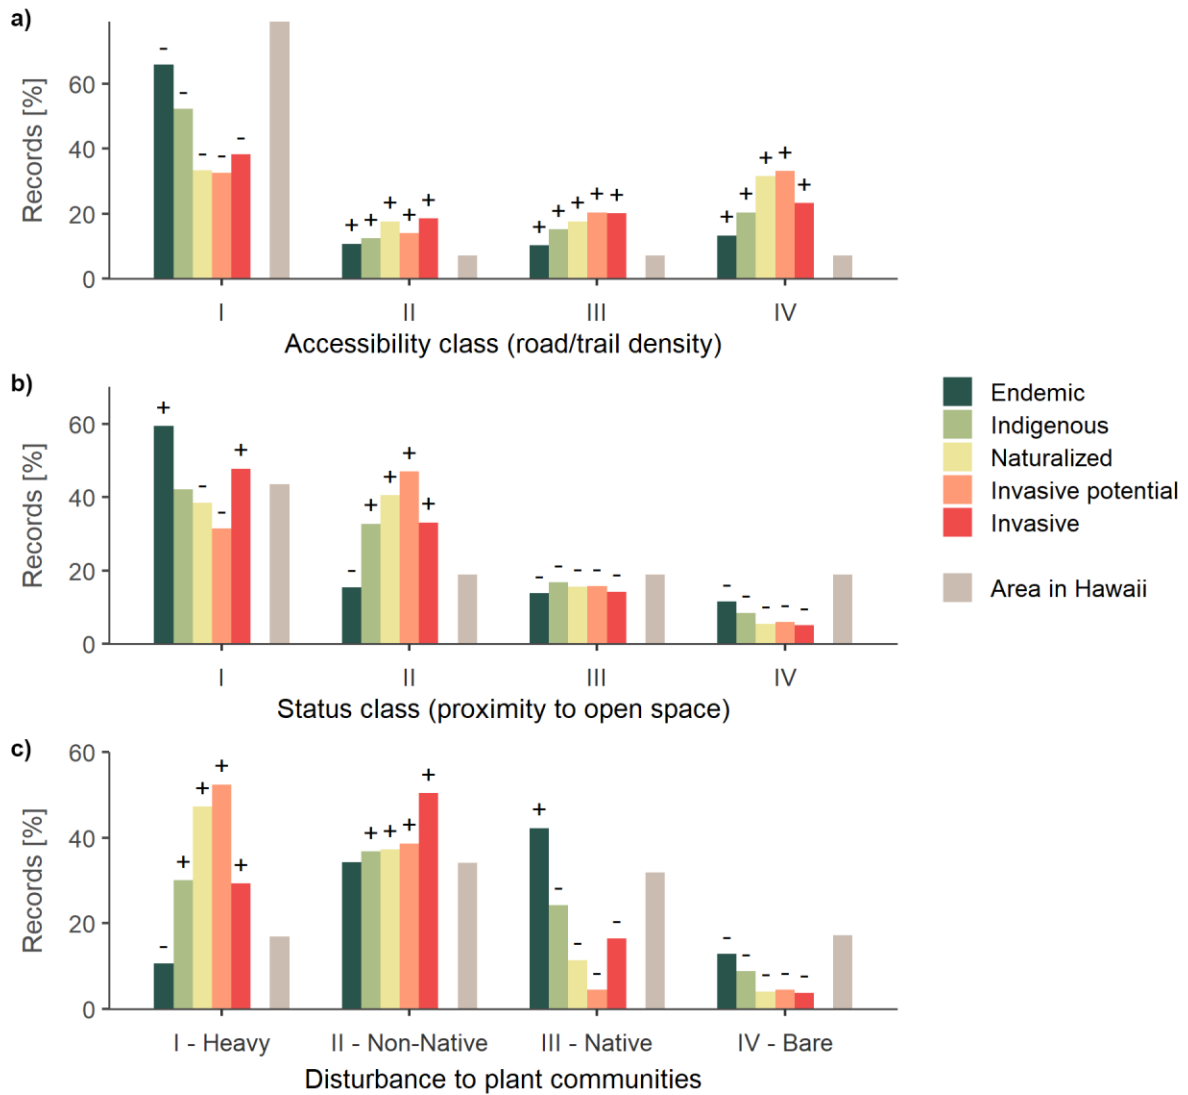 a)
Records [%]
60
40
20
0
- - - - -
+ + + + +
+ + + + +
+ + + + +
I II III IV
Accessibility class (road/trail density)
b)
Records [%]
60
40
20
0
+ - - +
- + + + +
- - - - -
- - - - -
I II III IV
Status class (proximity to open space)
Endemic
Indigenous
Naturalized
Invasive potential
Invasive
Area in Hawaii
c)
Records [%]
60
40
20
0
- + + + +
+ + + +
+ - - - -
- - - - -
I - Heavy II - Non-Native III - Native IV - Bare
Disturbance to plant communities